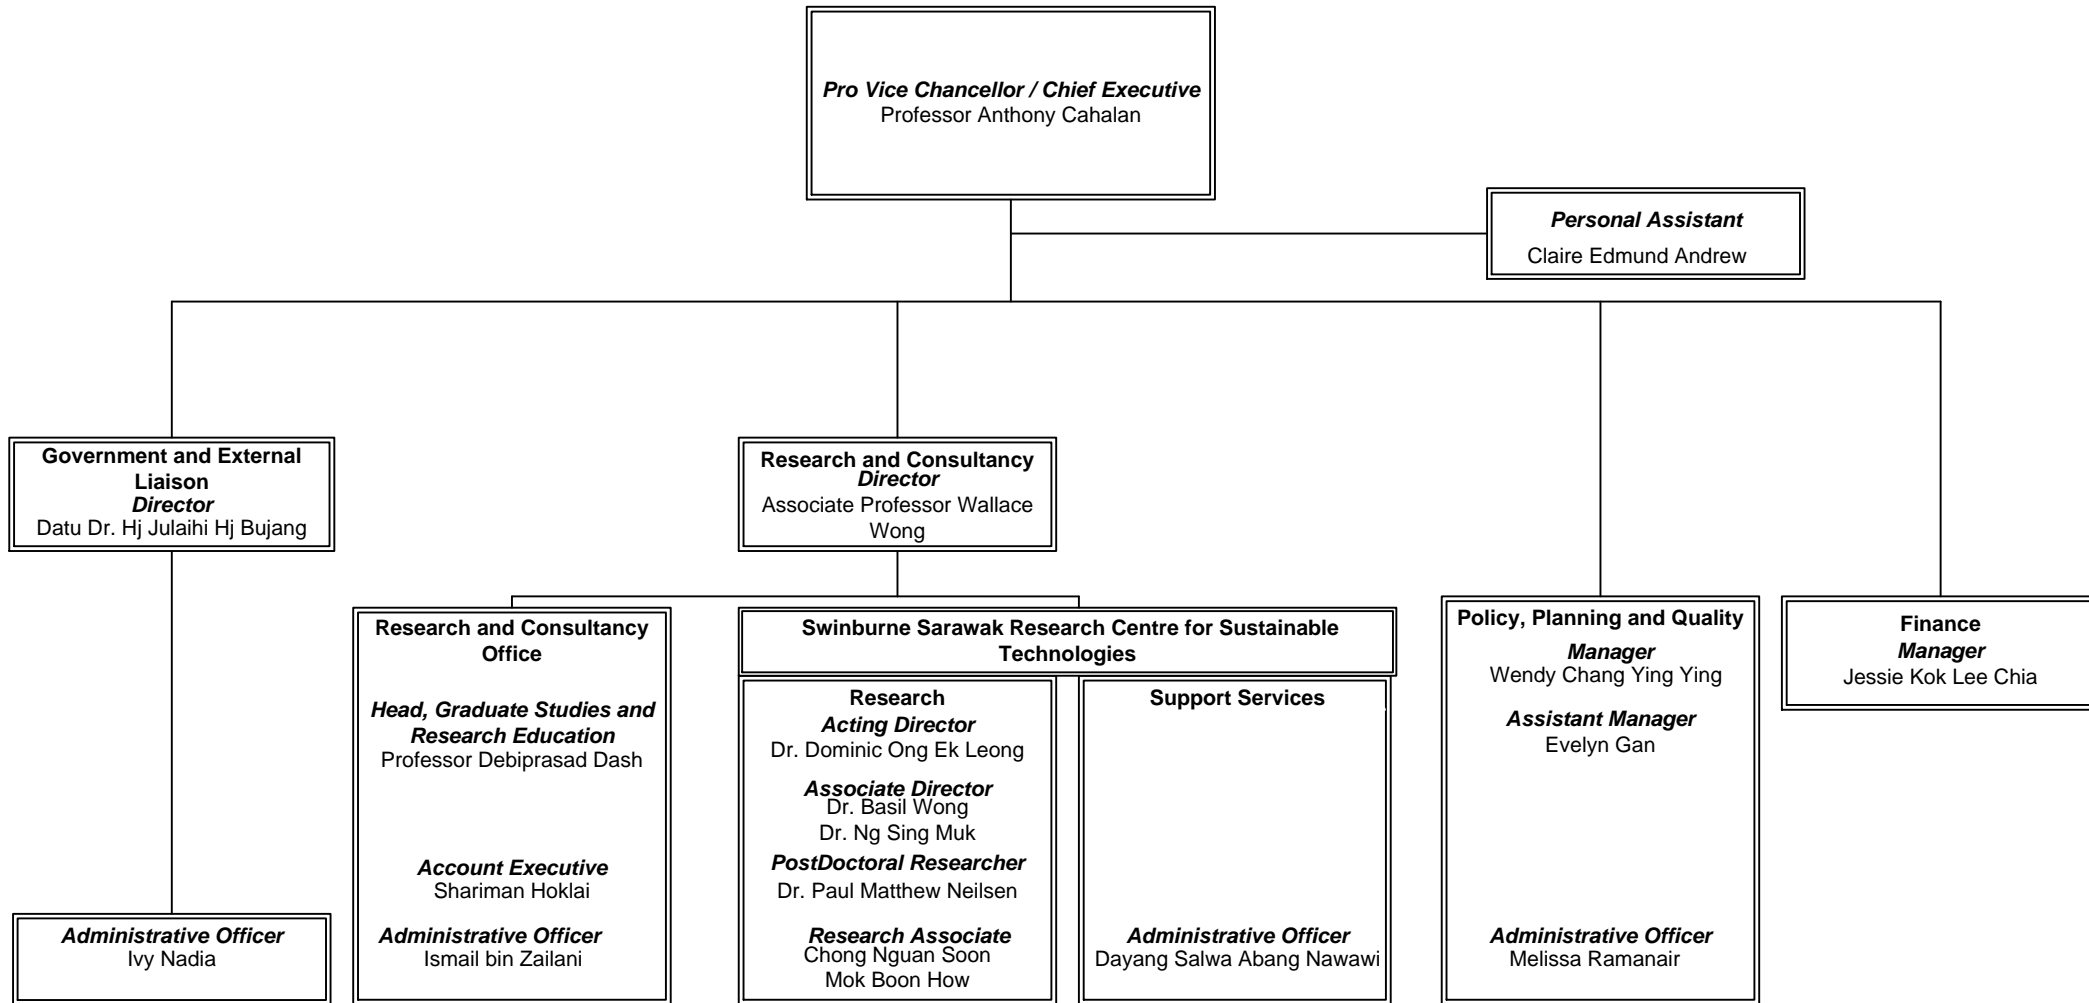 Pro Vice Chancellor / Chief Executive
Professor Anthony Cahalan
Personal Assistant
Claire Edmund Andrew
Government and External
Liaison
Director
Datu Dr. Hj Julaihi Hj Bujang
Research and Consultancy
Director
Associate Professor Wallace
Wong
Research and Consultancy
Office
Head, Graduate Studies and
Research Education
Professor Debiprasad Dash
Account Executive
Shariman Hoklai
Administrative Officer
Ismail bin Zailani
Swinburne Sarawak Research Centre for Sustainable
Technologies
Research
Acting Director
Dr. Dominic Ong Ek Leong
Associate Director
Dr. Basil Wong
Dr. Ng Sing Muk
PostDoctoral Researcher
Dr. Paul Matthew Neilsen
Research Associate
Chong Nguan Soon
Mok Boon How
Support Services
Administrative Officer
Dayang Salwa Abang Nawawi
Policy, Planning and Quality
Manager
Wendy Chang Ying Ying
Assistant Manager
Evelyn Gan
Administrative Officer
Melissa Ramanair
Finance
Manager
Jessie Kok Lee Chia
Administrative Officer
Ivy Nadia